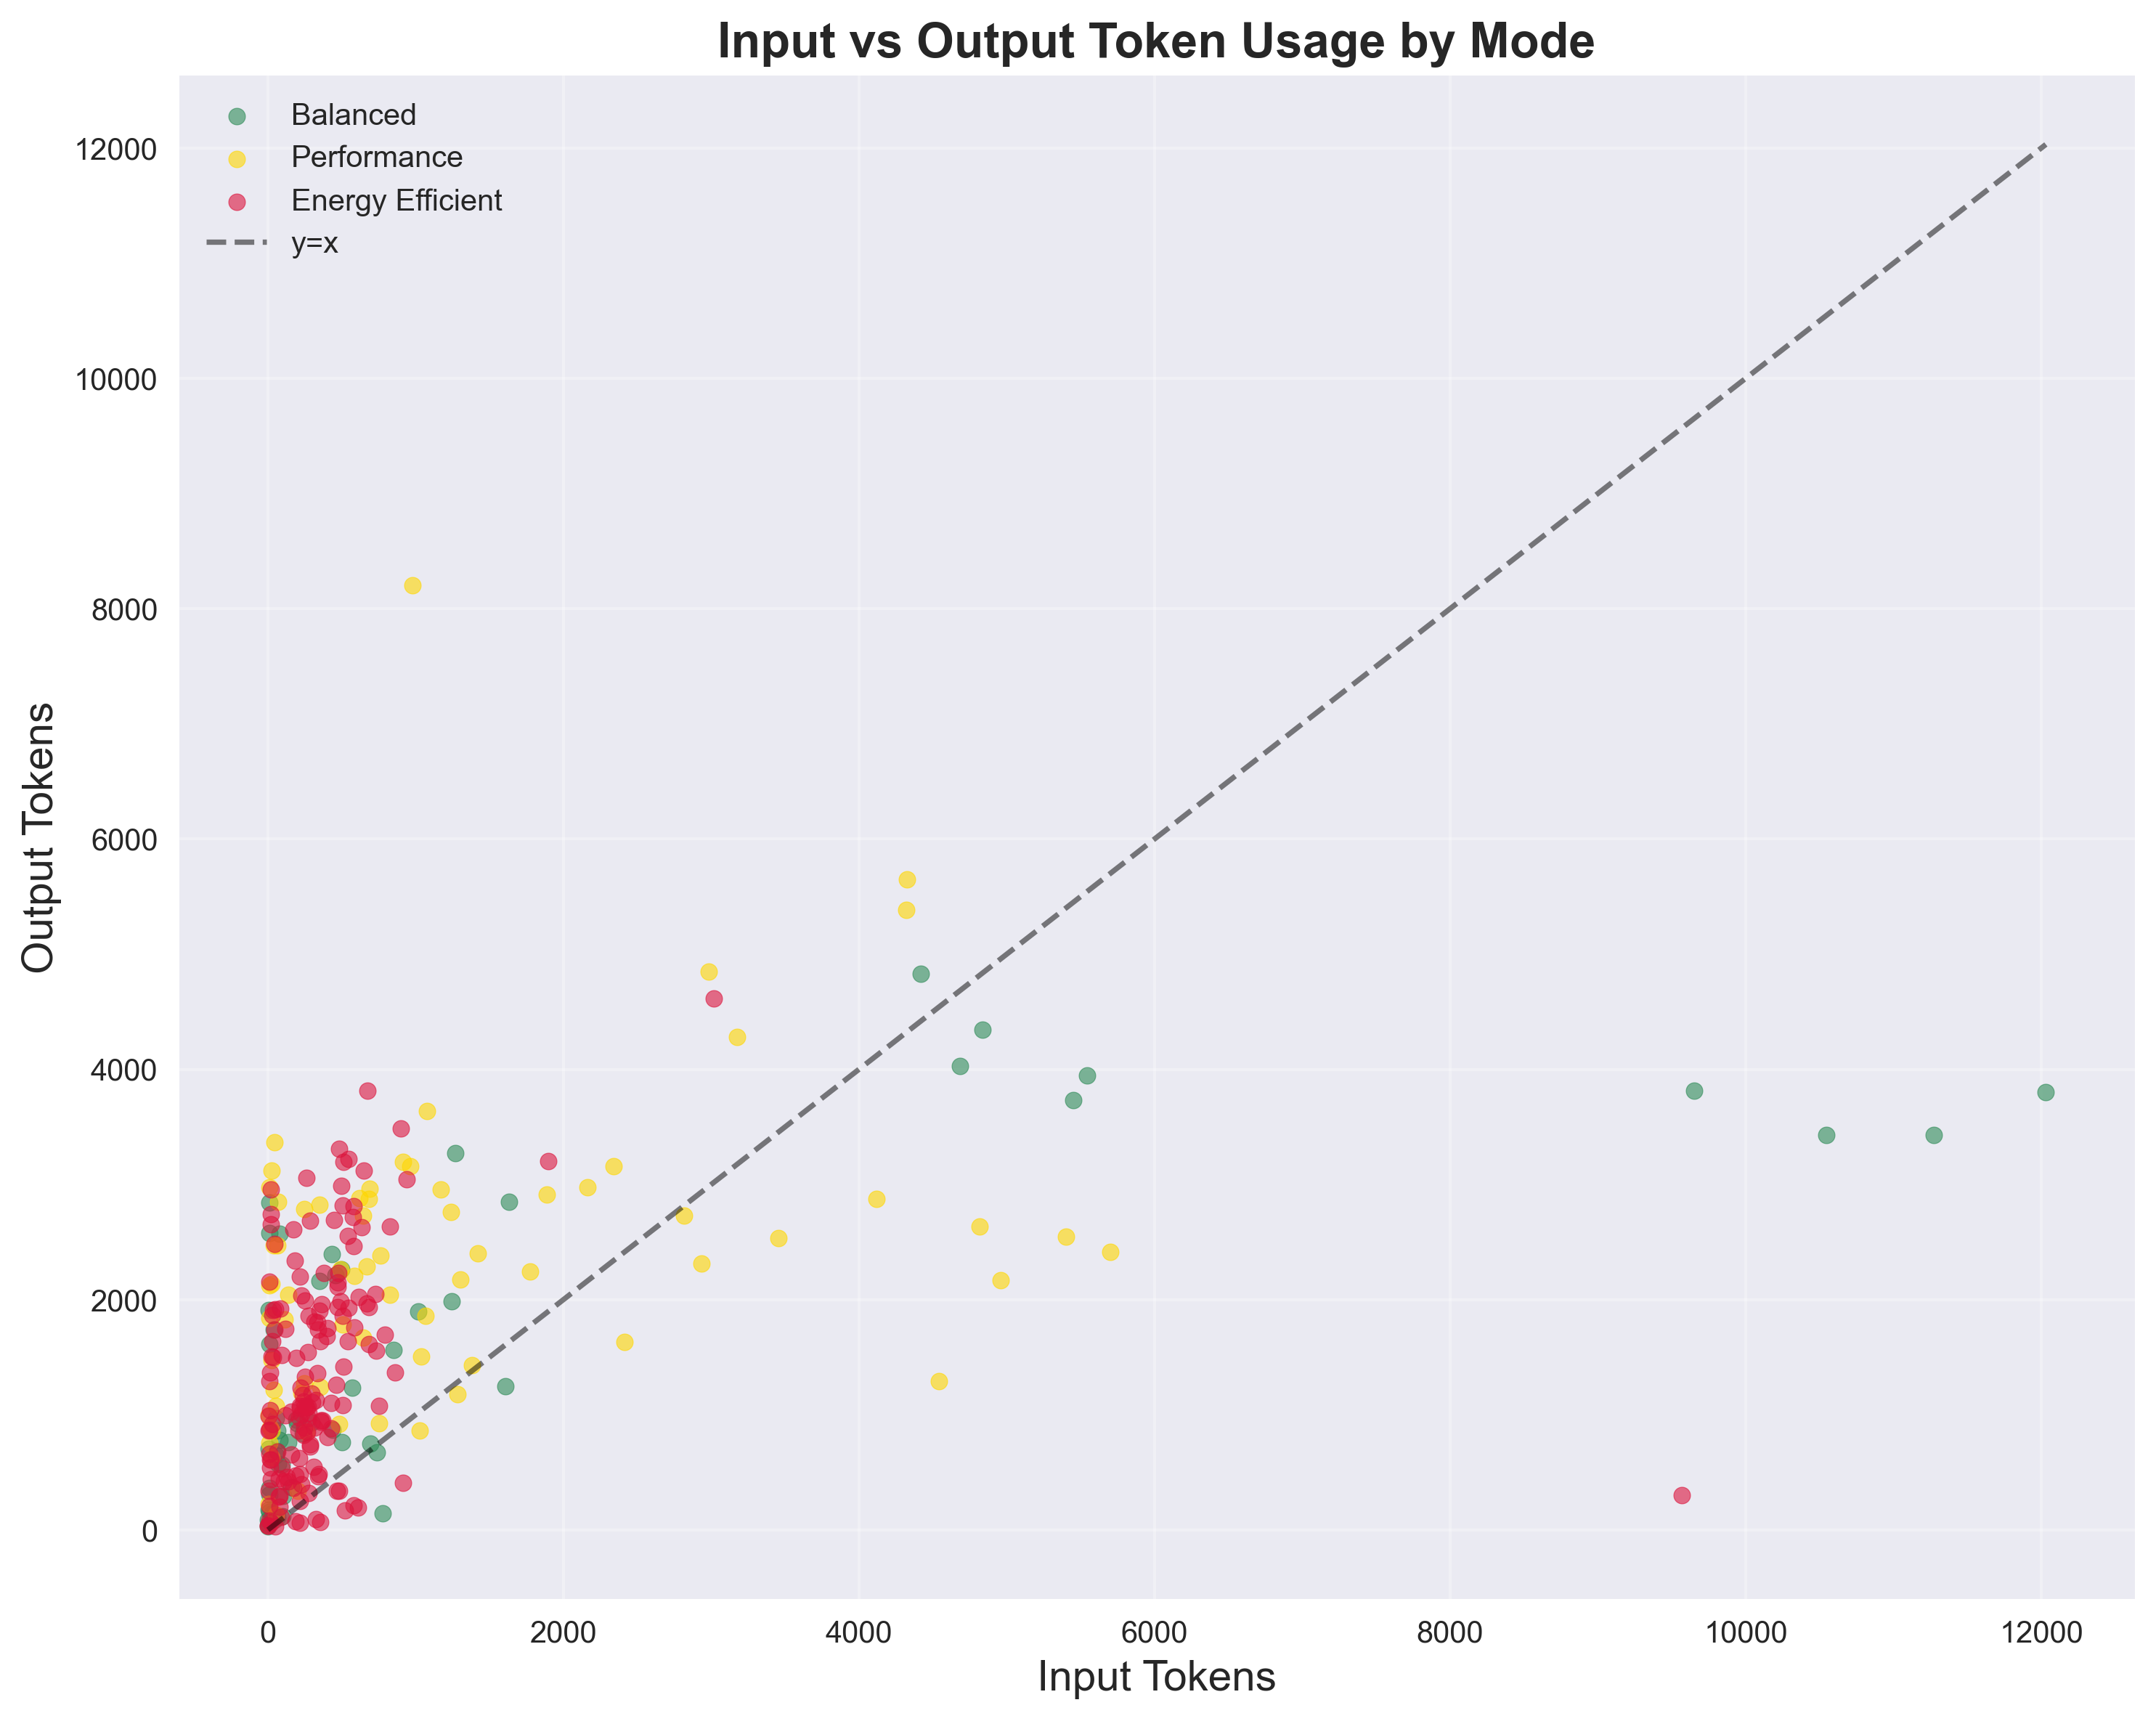 Input vs Output Token Usage by Mode
Balanced
Performance
Energy Efficient
y=x
12000
10000
8000
6000
4000
2000
0
Output Tokens
0 2000 4000 6000 8000 10000 12000
Input Tokens